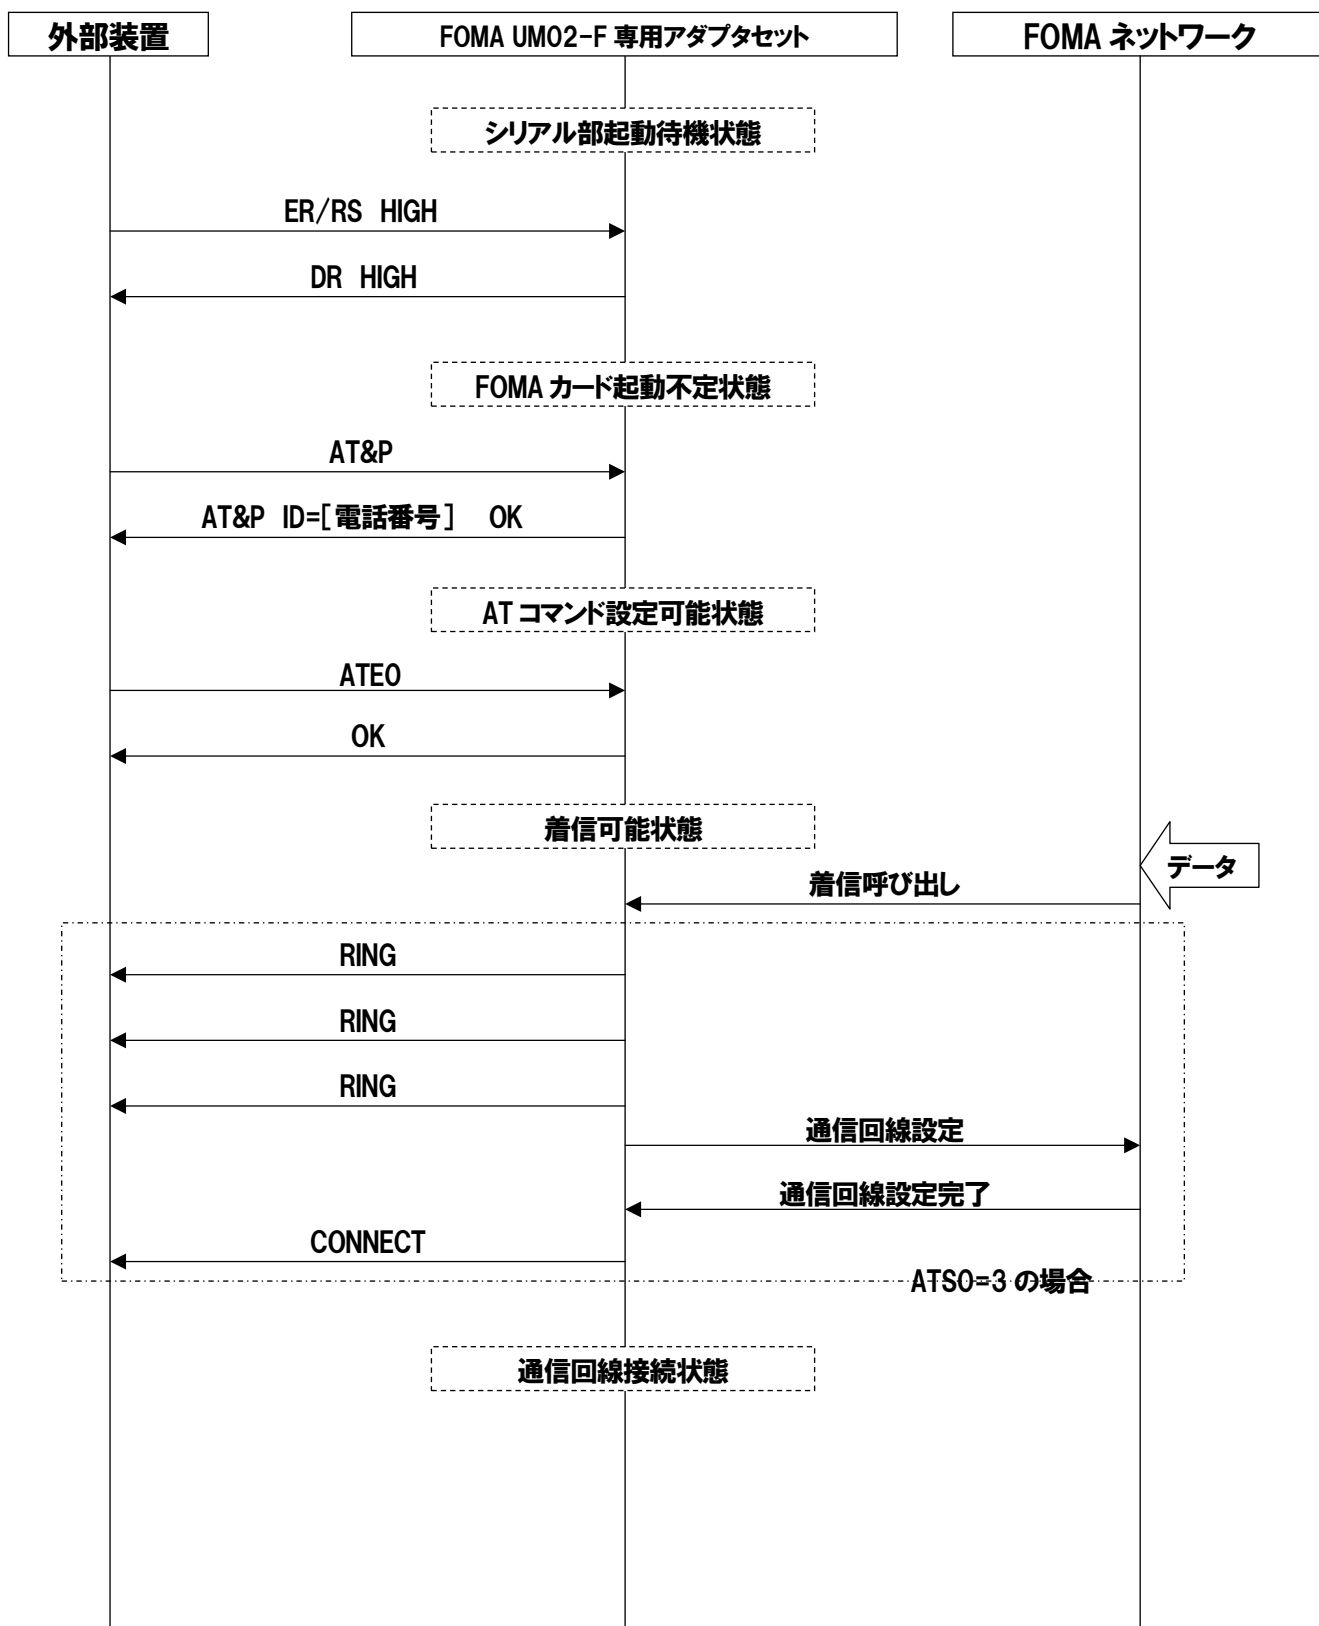 外部装置
FOMA UM02-F 専用アダプタセット
FOMA ネットワーク
シリアル部起動待機状態
ER/RS HIGH
DR HIGH
FOMA カード起動不定状態
AT&P
AT&P ID=[電話番号] OK
AT コマンド設定可能状態
ATE0
OK
着信可能状態
データ
着信呼び出し
RING
RING
RING
通信回線設定
通信回線設定完了
CONNECT
ATS0=3 の場合
通信回線接続状態